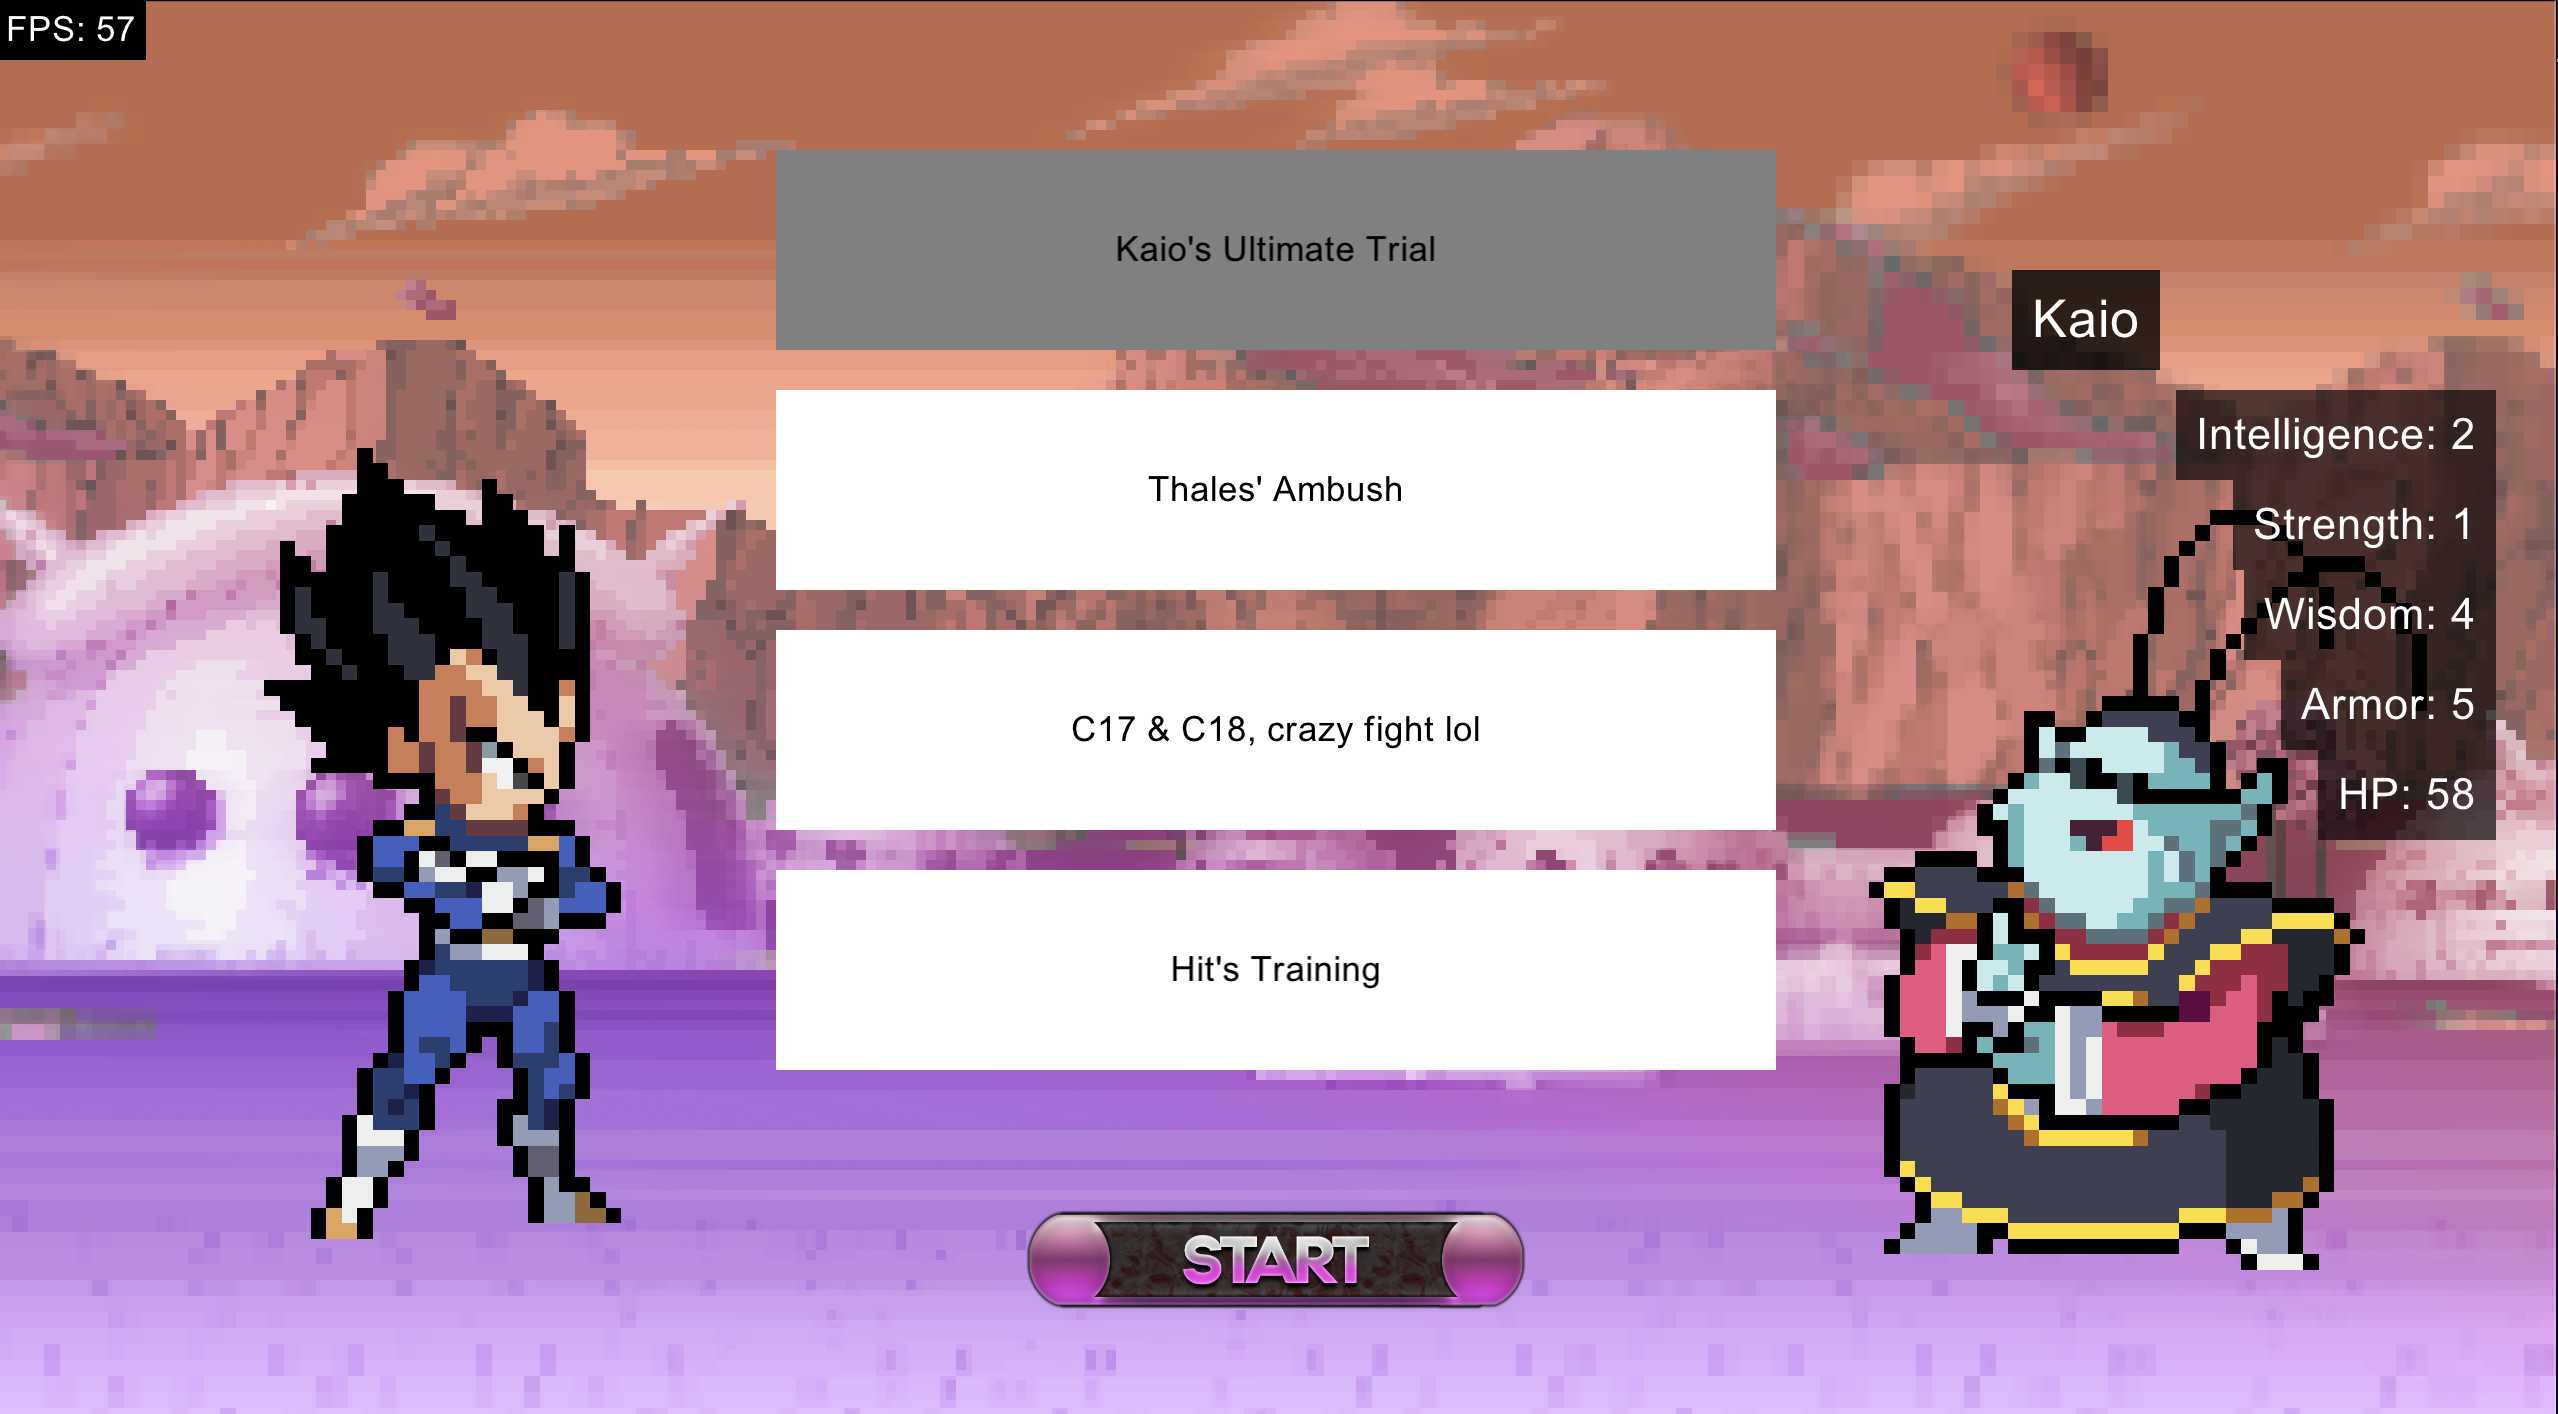 FPS: 57
Kaio's Ultimate Trial
Thales' Ambush
C17 & C18, crazy fight lol
Hit's Training
START
Kaio
Intelligence: 2
Strength: 1
Wisdom: 4
Armor: 5
HP: 58